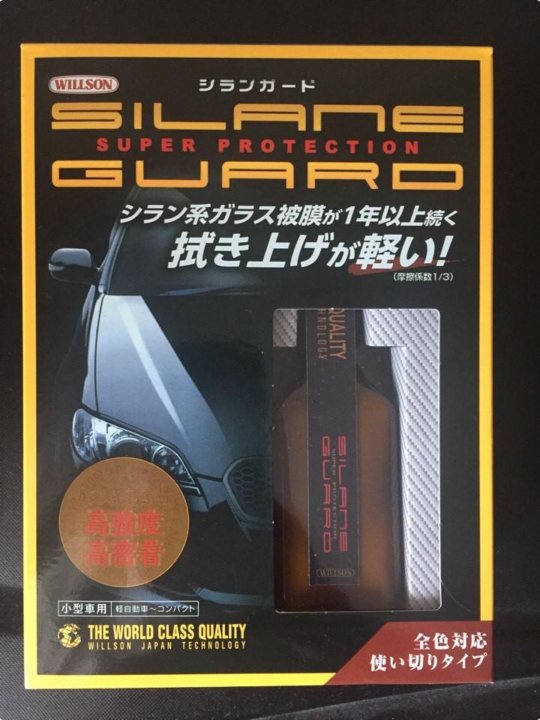 WILLSON
シランガード
SILANE
SUPER PROTECTION
GUARD
シラン系ガラス被膜が1年以上続く
拭き上げが軽い!
(摩擦係数1/3)
QUALITY
HNOLOGY
SILANE
SUPER PROTECTION
GUARD
WILLSON
高強度
高密着
小型車用 軽自動車～コンパクト
THE WORLD CLASS QUALITY
WILLSON JAPAN TECHNOLOGY
全色対応
使い切りタイプ